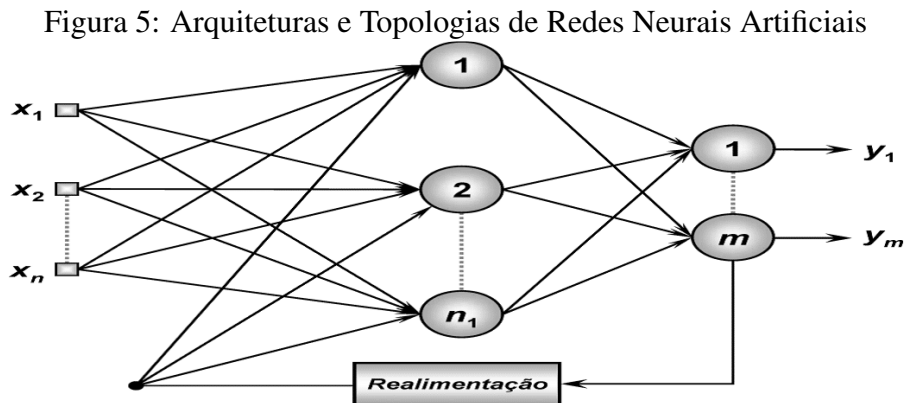 Figura 5: Arquiteturas e Topologias de Redes Neurais Artificiais
1
x1
1
y1
x2
2
m
ym
xn
n1
Realimentação